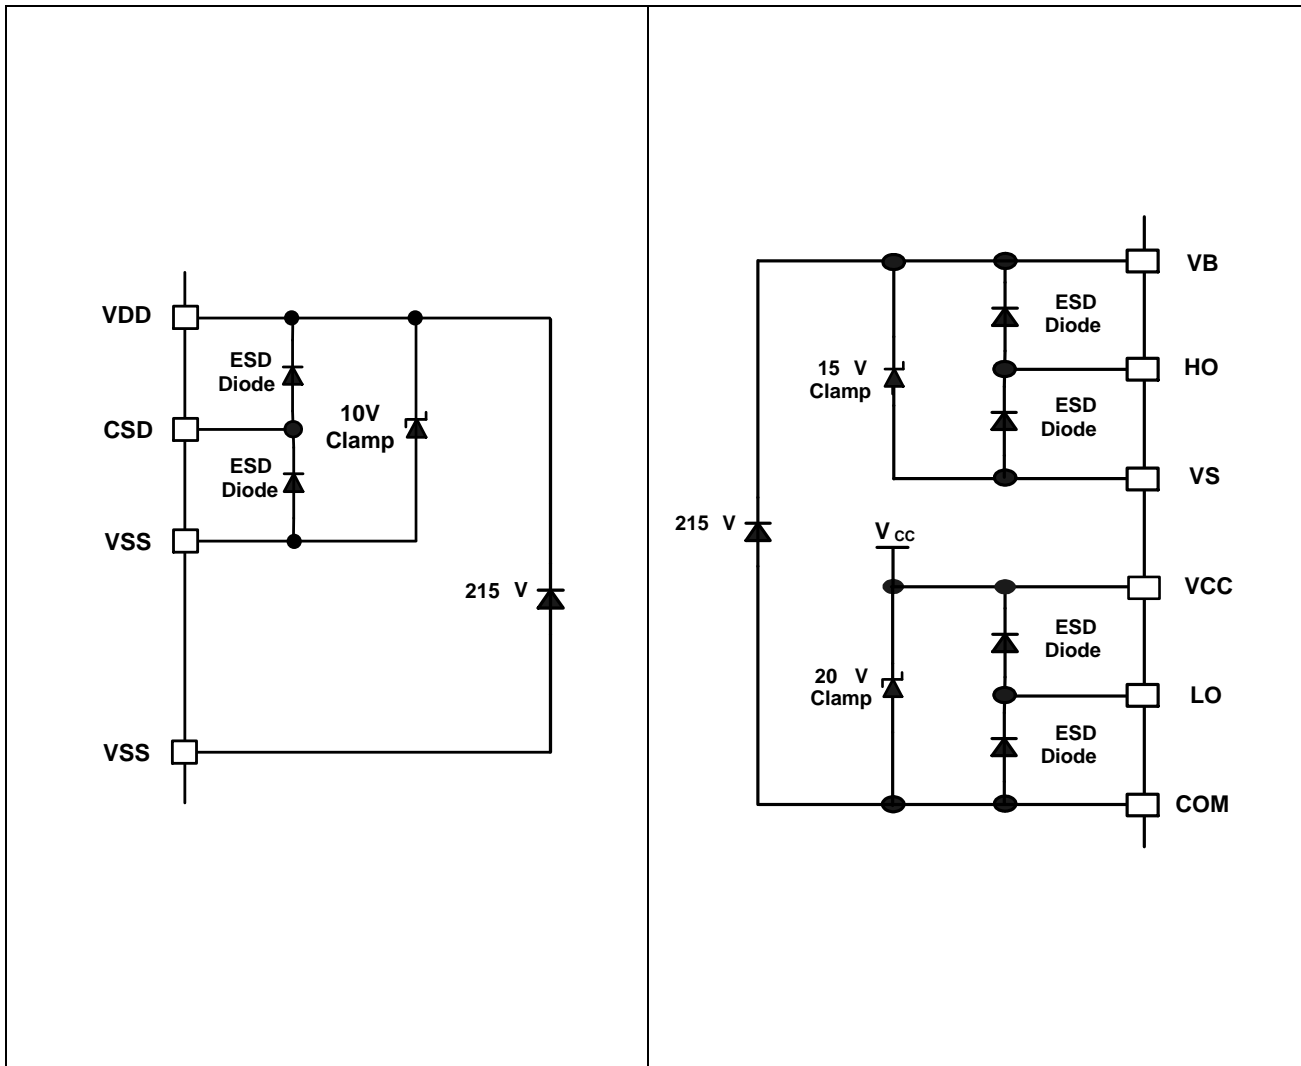 VDD
ESD
Diode
CSD
10V
Clamp
ESD
Diode
VSS
215 V
VSS
VB
ESD
Diode
15 V
Clamp
HO
ESD
Diode
VS
215 V
VCC
VCC
ESD
Diode
20 V
Clamp
LO
ESD
Diode
COM